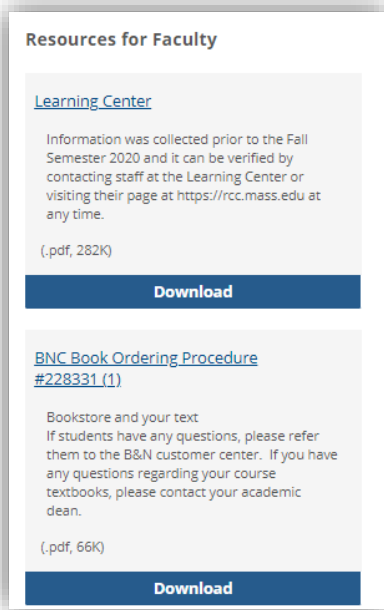 Resources for Faculty
Learning Center
Information was collected prior to the Fall
Semester 2020 and it can be verified by
contacting staff at the Learning Center or
visiting their page at https://rcc.mass.edu at
any time.
(.pdf, 282K)
Download
BNC Book Ordering Procedure
#228331 (1)
Bookstore and your text
If students have any questions, please refer
them to the B&N customer center.  If you have
any questions regarding your course
textbooks, please contact your academic
dean.
(.pdf, 66K)
Download